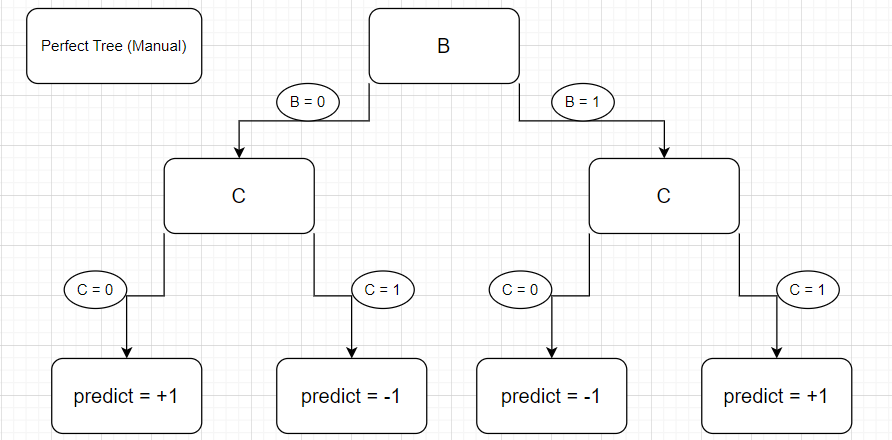 Perfect Tree (Manual)
B
B = 0
B = 1
C
C
C = 0
C = 1
C = 0
C = 1
predict = +1
predict = -1
predict = -1
predict = +1